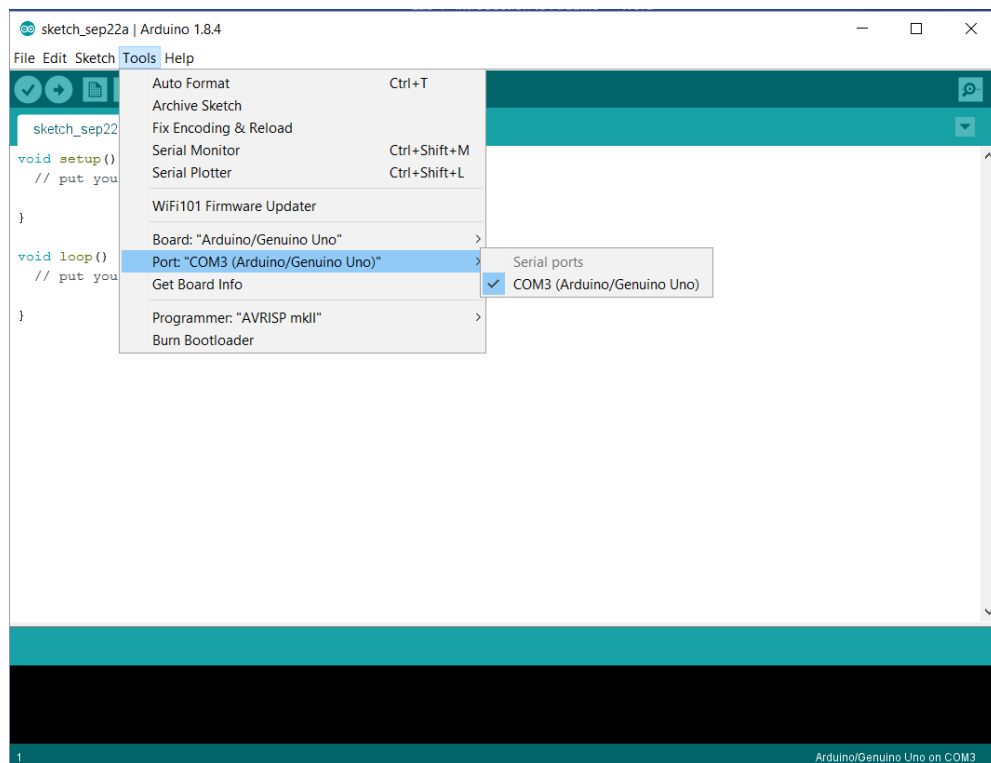 sketch_sep22a | Arduino 1.8.4
File Edit Sketch Tools Help
sketch_sep22
void setup()
// put you
}
void loop()
// put you
}
Auto Format Ctrl+T
Archive Sketch
Fix Encoding & Reload
Serial Monitor Ctrl+Shift+M
Serial Plotter Ctrl+Shift+L
WiFi101 Firmware Updater
Board: "Arduino/Genuino Uno"
Port: "COM3 (Arduino/Genuino Uno)"
Get Board Info
Programmer: "AVRISP mkII"
Burn Bootloader
Serial ports
COM3 (Arduino/Genuino Uno)
1 Arduino/Genuino Uno on COM3